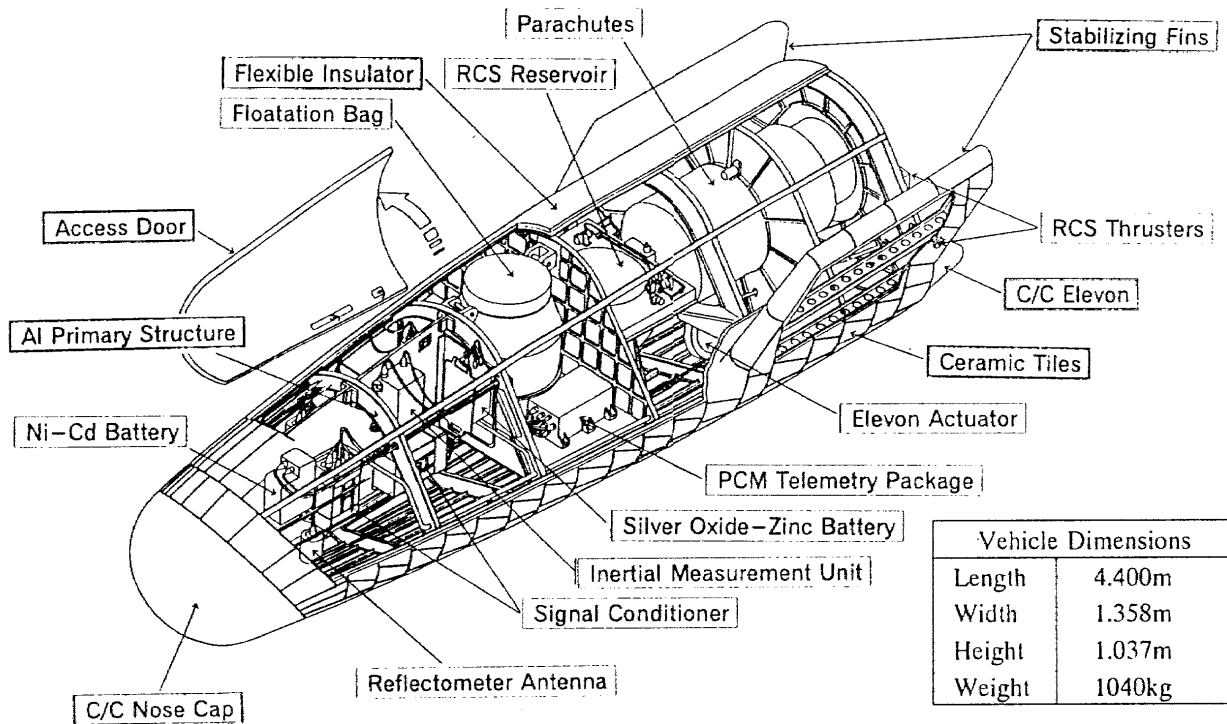 Parachutes
Stabilizing Fins
Flexible Insulator
RCS Reservoir
Floatation Bag
Access Door
RCS Thrusters
C/C Elevon
Al Primary Structure
Ceramic Tiles
Ni-Cd Battery
Elevon Actuator
PCM Telemetry Package
Silver Oxide-Zinc Battery
Inertial Measurement Unit
Signal Conditioner
Reflectometer Antenna
C/C Nose Cap
Vehicle Dimensions
Length 4.400m
Width 1.358m
Height 1.037m
Weight 1040kg